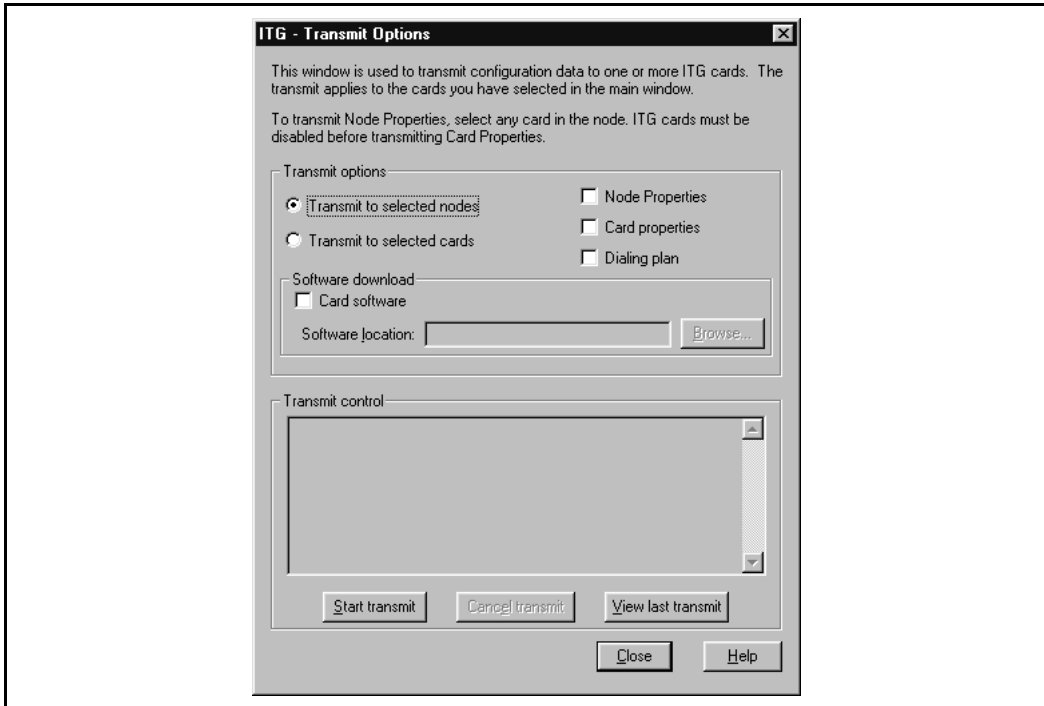 ITG - Transmit Options
This window is used to transmit configuration data to one or more ITG cards. The
transmit applies to the cards you have selected in the main window.
To transmit Node Properties, select any card in the node. ITG cards must be
disabled before transmitting Card Properties.
Transmit options
Transmit to selected nodes
Node Properties
Transmit to selected cards
Card properties
Dialing plan
Software download
Card software
Software location:
Browse...
Transmit control
Start transmit
Cancel transmit
View last transmit
Close
Help